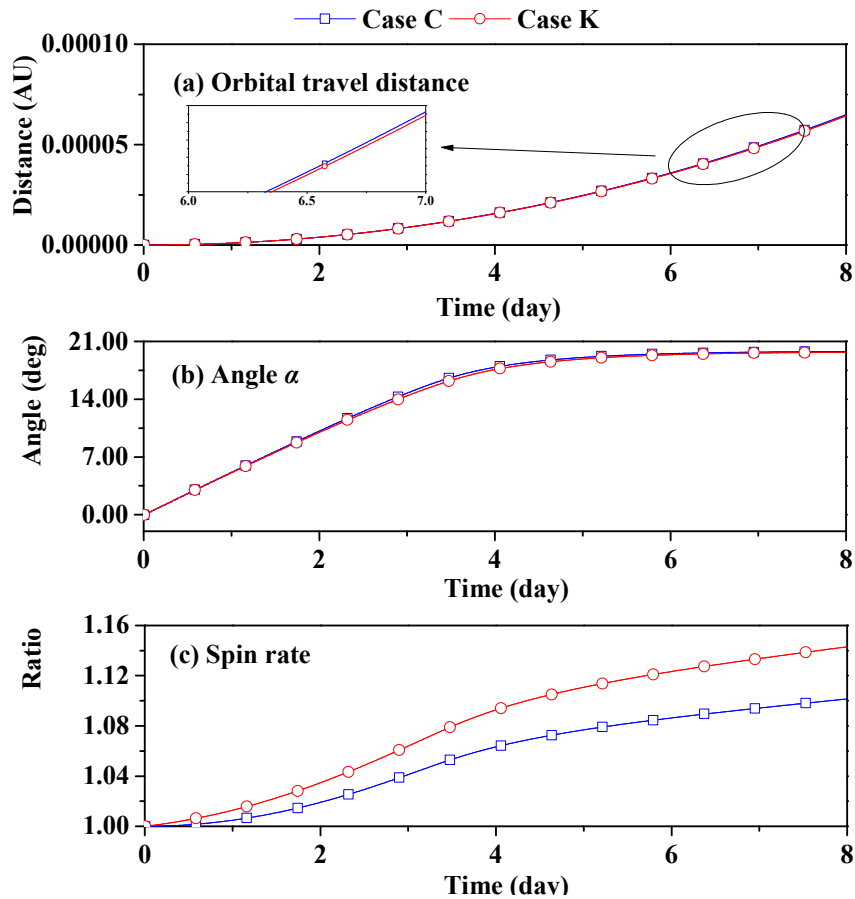 Case C Case K
0.00010
(a) Orbital travel distance
Distance (AU)
0.00005
6.0 6.5 7.0
0.00000
0 2 4 6 8
Time (day)
21.00
(b) Angle α
14.00
Angle (deg)
7.00
0.00
0 2 4 6 8
Time (day)
1.16
(c) Spin rate
Ratio
1.12
1.08
1.04
1.00
0 2 4 6 8
Time (day)